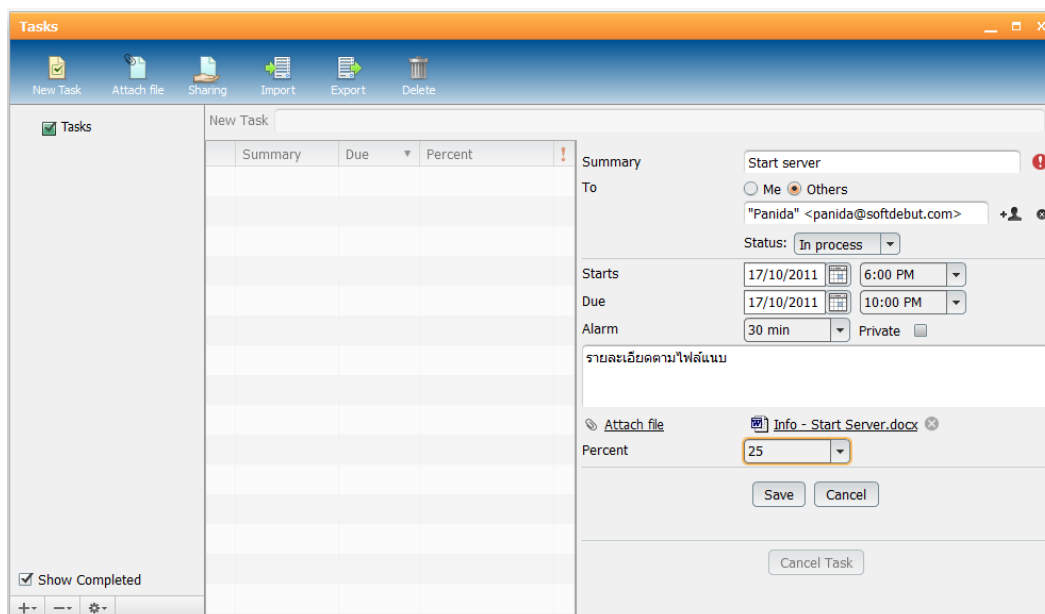 Tasks
New Task Attach file Sharing Import Export Delete
Tasks
New Task
Summary Due Percent !
Summary Start server
To Me Others
"Panida" <panida@softdebut.com>
Status: In process
Starts 17/10/2011 6:00 PM
Due 17/10/2011 10:00 PM
Alarm 30 min Private
รายละเอียดตามไฟล์แนบ
Attach file Info - Start Server.docx
Percent 25
Save Cancel
Cancel Task
Show Completed